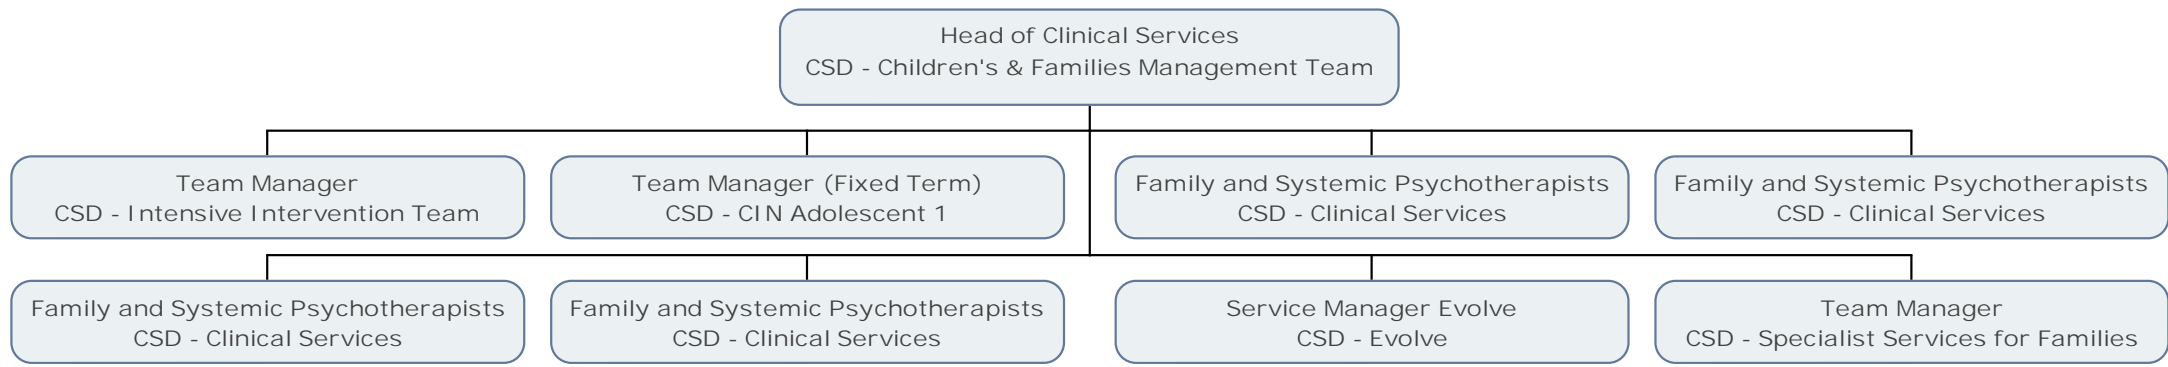 Head of Clinical Services
CSD - Children's & Families Management Team
Team Manager
CSD - Intensive Intervention Team
Team Manager (Fixed Term)
CSD - CIN Adolescent 1
Family and Systemic Psychotherapists
CSD - Clinical Services
Family and Systemic Psychotherapists
CSD - Clinical Services
Family and Systemic Psychotherapists
CSD - Clinical Services
Family and Systemic Psychotherapists
CSD - Clinical Services
Service Manager Evolve
CSD - Evolve
Team Manager
CSD - Specialist Services for Families